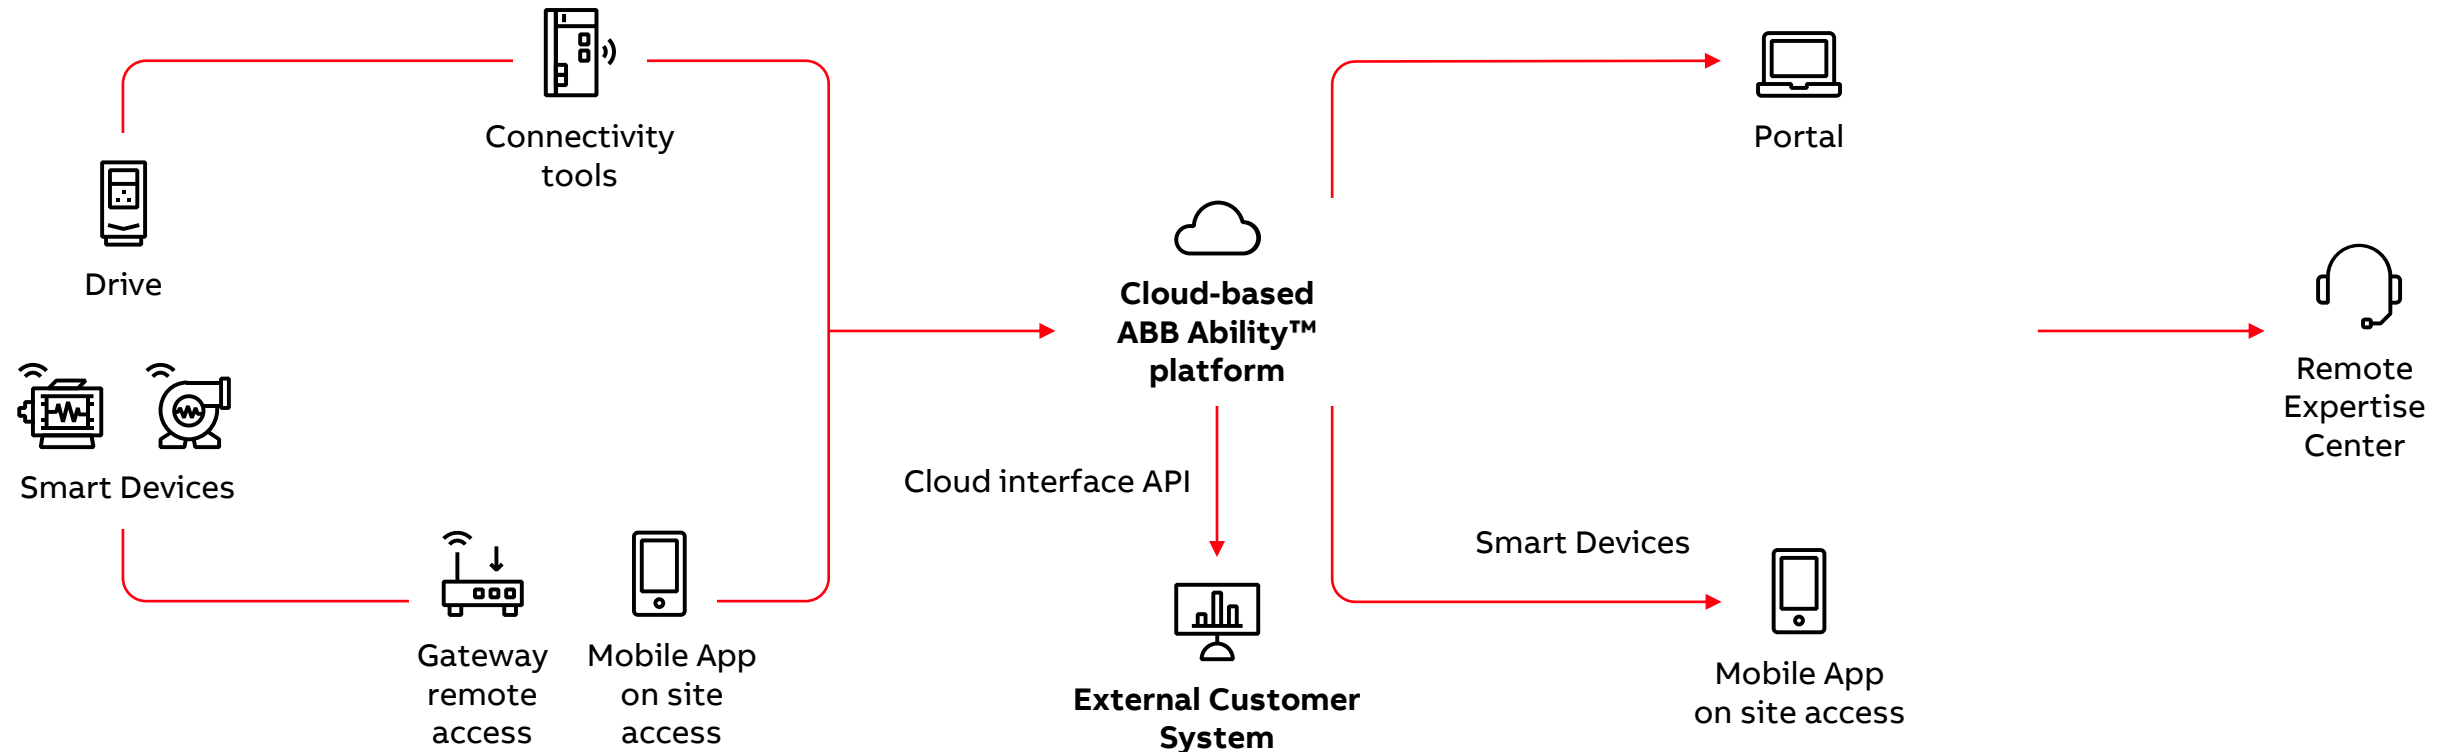 Connectivity
tools
Portal
Drive
Cloud-based
ABB Ability™
platform
Remote
Expertise
Center
Smart Devices
Cloud interface API
Smart Devices
Gateway
remote
access
Mobile App
on site
access
External Customer
System
Mobile App
on site access